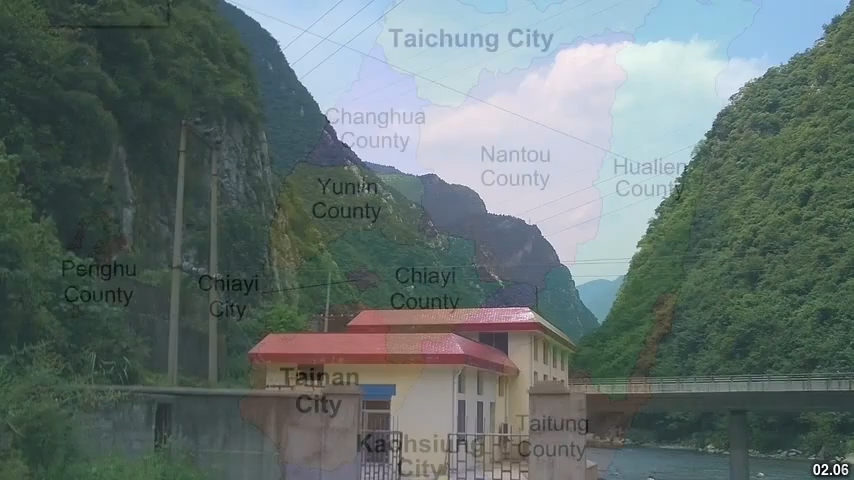 Taichung City
Changhua
County
Nantou
County
Hualien
County
Yunlin
County
Penghu
County
Chiayi
City
Chiayi
County
Tainan
City
Taitung
County
Kaohsiung
City
02.06